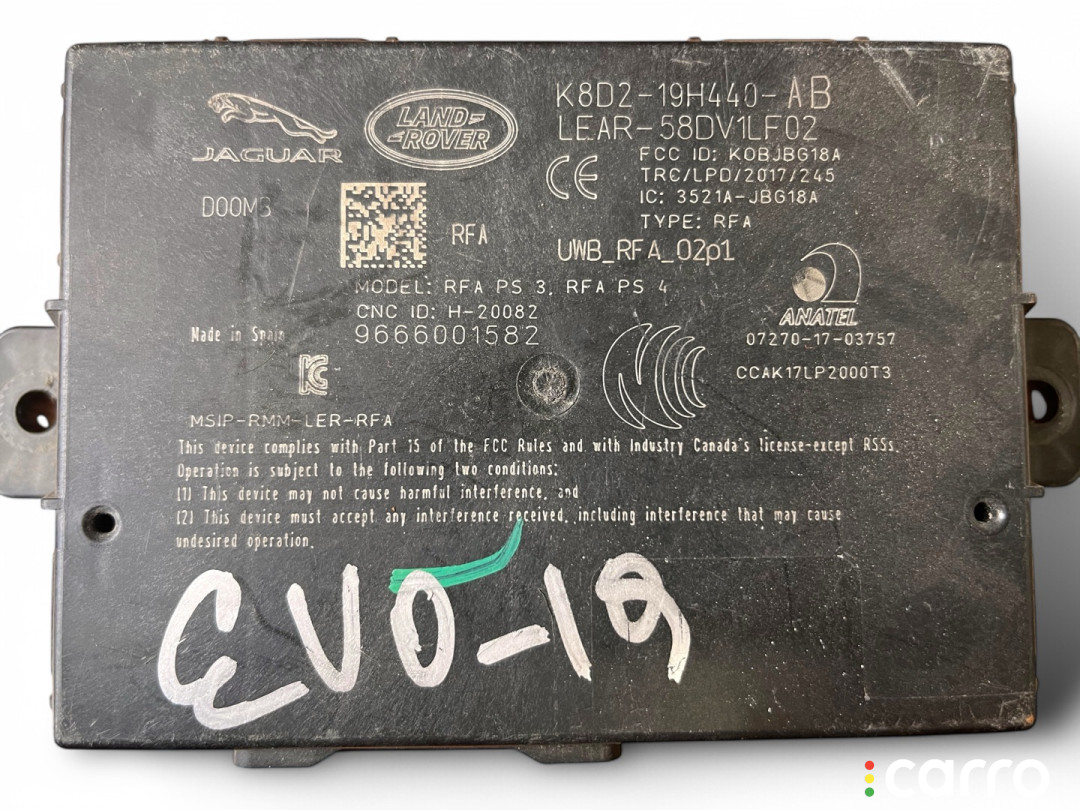 K8D2-19H440-AB
LEAR-58DV1LF02
JAGUAR
LAND-
-ROVER
CE
FCC ID: KOBJBG18A
TRC/LPD/2017/245
IC: 3521A-JBG18A
TYPE: RFA
RFA
UWB_RFA_02p1
MODEL: RFA PS 3, RFA PS 4
CNC ID: H-20082
Made in Spain
9666001582
ANATEL
07270-17-03757
CCAK17LP2000T3
MSIP-RMM-LER-RFA
This device complies with Part 15 of the FCC Rules and with Industry Canada's license-except RSSs.
Operation is subject to the following two conditions:
(1) This device may not cause harmful interference, and
(2) This device must accept any interference received, including interference that may cause
undesired operation.
EVO-19
carro